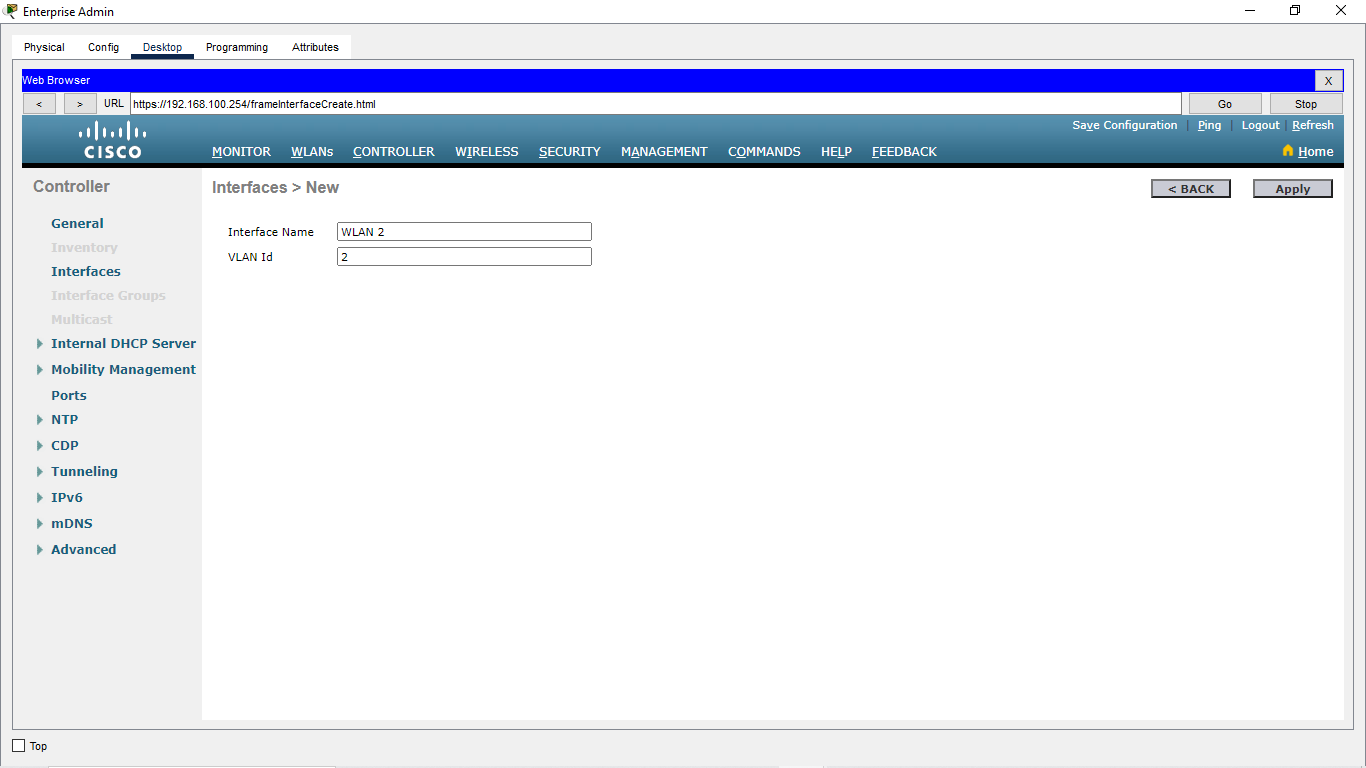 Enterprise Admin
Physical Config Desktop Programming Attributes
Web Browser X
< > URL https://192.168.100.254/frameInterfaceCreate.html Go Stop
Save Configuration | Ping | Logout | Refresh
CISCO MONITOR WLANs CONTROLLER WIRELESS SECURITY MANAGEMENT COMMANDS HELP FEEDBACK Home
Controller
General
Inventory
Interfaces
Interface Groups
Multicast
Internal DHCP Server
Mobility Management
Ports
NTP
CDP
Tunneling
IPv6
mDNS
Advanced
Interfaces > New < BACK Apply
Interface Name WLAN 2
VLAN Id 2
Top